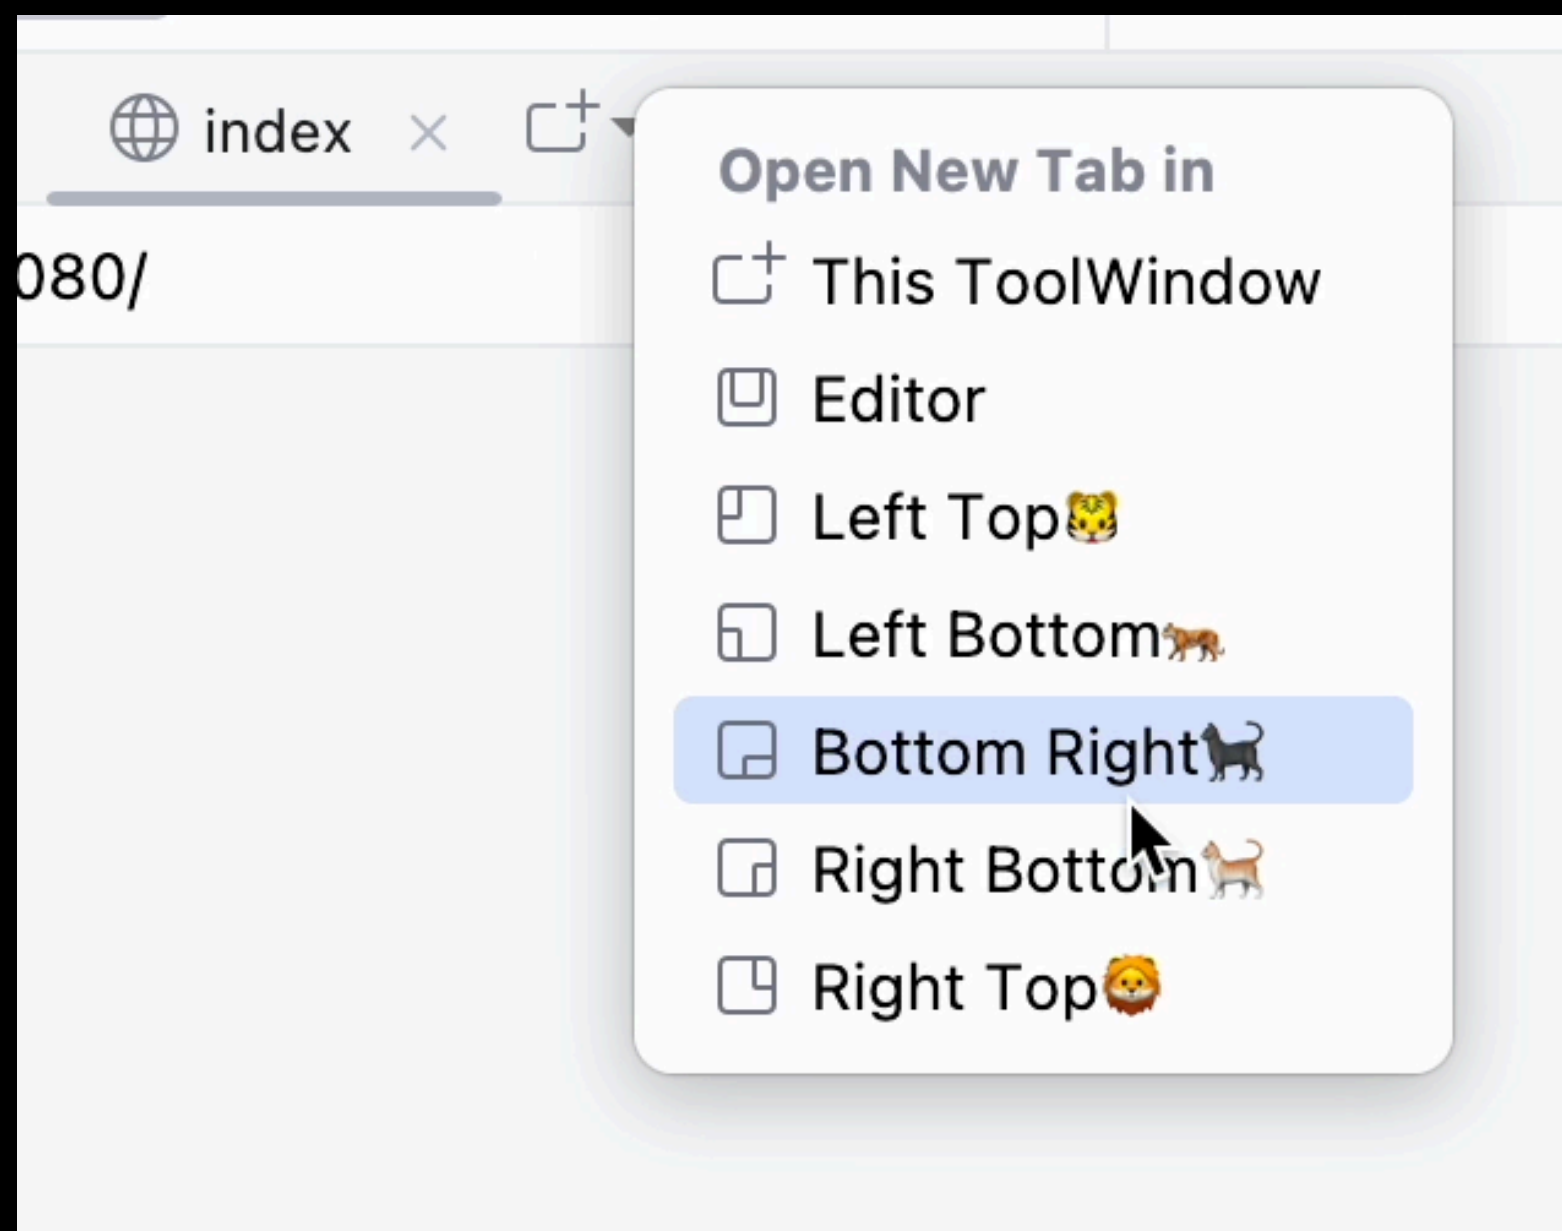 index
Open New Tab in
080/
This ToolWindow
Editor
Left Top🐯
Left Bottom🐅
Bottom Right🐈‍⬛
Right Bottom🐈
Right Top🦁